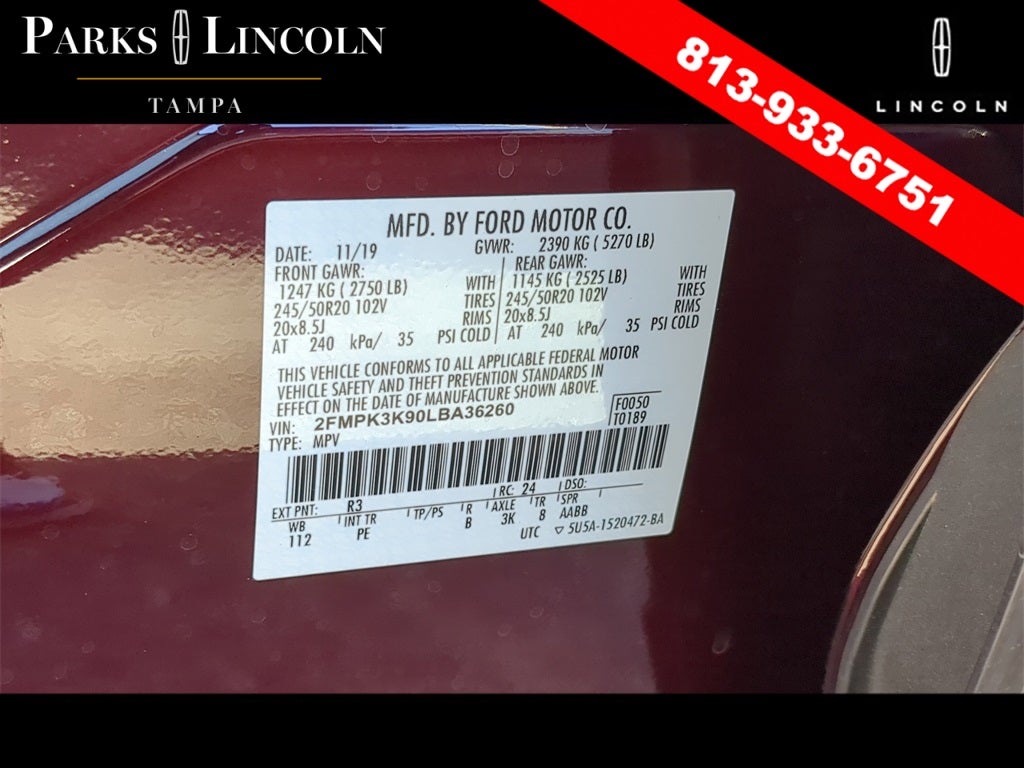 PARKS LINCOLN
TAMPA
LINCOLN
813-933-6751
MFD. BY FORD MOTOR CO.
DATE: 11/19 GVWR: 2390 KG ( 5270 LB)
FRONT GAWR: REAR GAWR:
1247 KG ( 2750 LB) WITH 1145 KG ( 2525 LB) WITH
245/50R20 102V TIRES 245/50R20 102V TIRES
20x8.5J RIMS 20x8.5J RIMS
AT 240 kPa/ 35 PSI COLD AT 240 kPa/ 35 PSI COLD
THIS VEHICLE CONFORMS TO ALL APPLICABLE FEDERAL MOTOR
VEHICLE SAFETY AND THEFT PREVENTION STANDARDS IN
EFFECT ON THE DATE OF MANUFACTURE SHOWN ABOVE.
VIN: 2FMPK3K90LBA36260 F0050
TYPE: MPV T0189
EXT PNT: R3 RC: 24 DSO:
WB INT TR TP/PS R AXLE TR SPR
112 PE B 3K 8 AABB
UTC ▽ 5U5A-1520472-BA